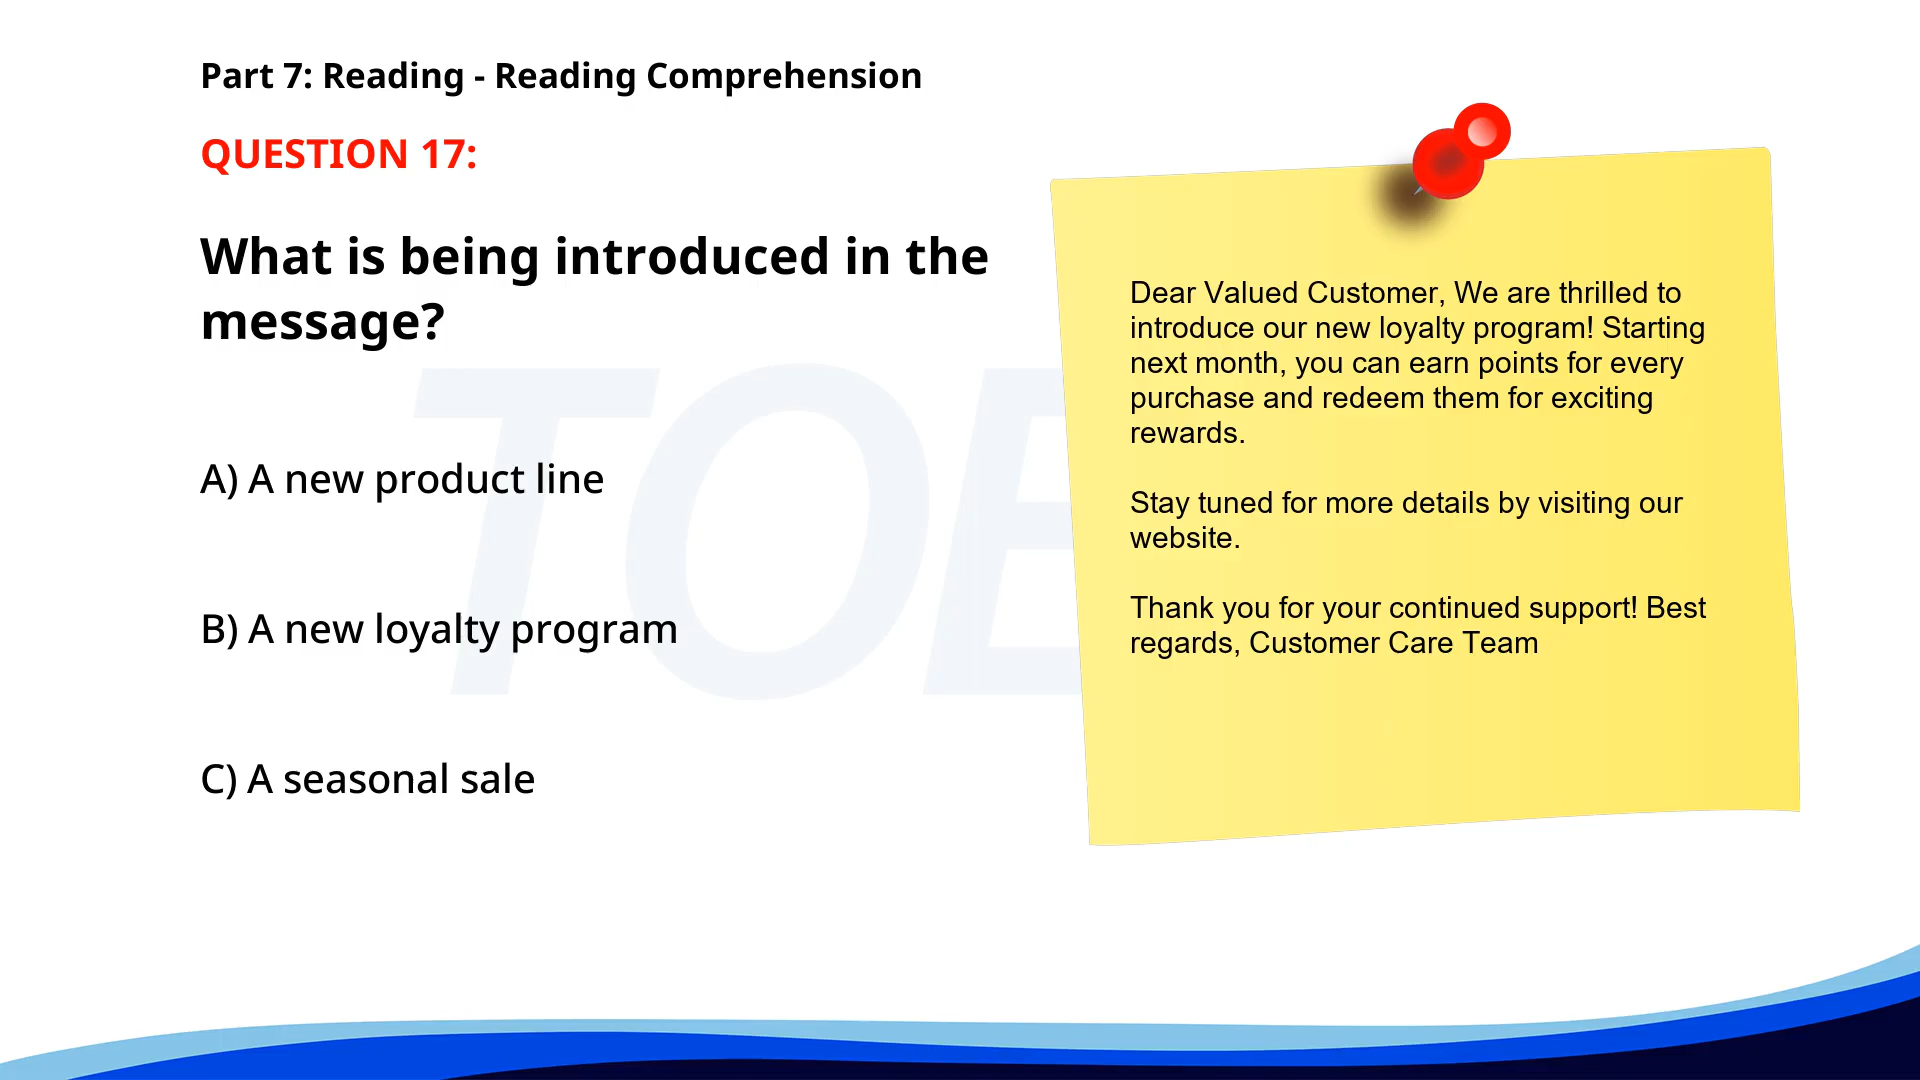 Part 7: Reading - Reading Comprehension
QUESTION 17:
What is being introduced in the
message?
A) A new product line
B) A new loyalty program
C) A seasonal sale
Dear Valued Customer, We are thrilled to
introduce our new loyalty program! Starting
next month, you can earn points for every
purchase and redeem them for exciting
rewards.
Stay tuned for more details by visiting our
website.
Thank you for your continued support! Best
regards, Customer Care Team
TOE